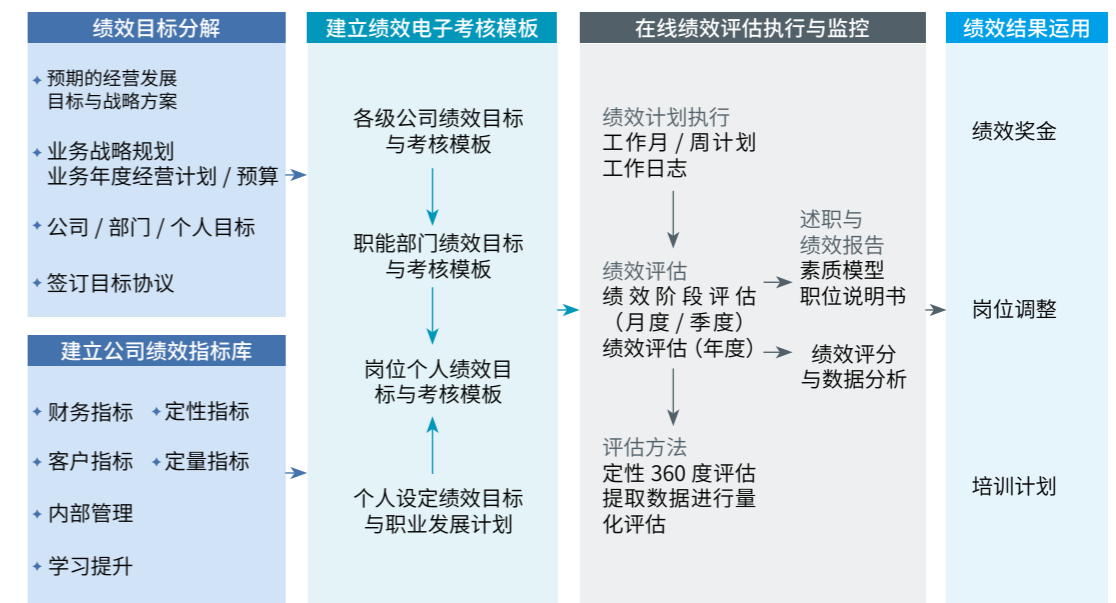 绩效目标分解
预期的经营发展
目标与战略方案
业务战略规划
业务年度经营计划 / 预算
公司 / 部门 / 个人目标
签订目标协议
建立公司绩效指标库
财务指标 定性指标
客户指标 定量指标
内部管理
学习提升
建立绩效电子考核模板
各级公司绩效目标
与考核模板
职能部门绩效目标
与考核模板
岗位个人绩效目
标与考核模板
个人设定绩效目标
与职业发展计划
在线绩效评估执行与监控
绩效计划执行
工作月 / 周计划
工作日志
绩效评估
绩效阶段评估
（月度 / 季度）
绩效评估（年度）
评估方法
定性 360 度评估
提取数据进行量
化评估
述职与
绩效报告
素质模型
职位说明书
绩效评分
与数据分析
绩效结果运用
绩效奖金
岗位调整
培训计划